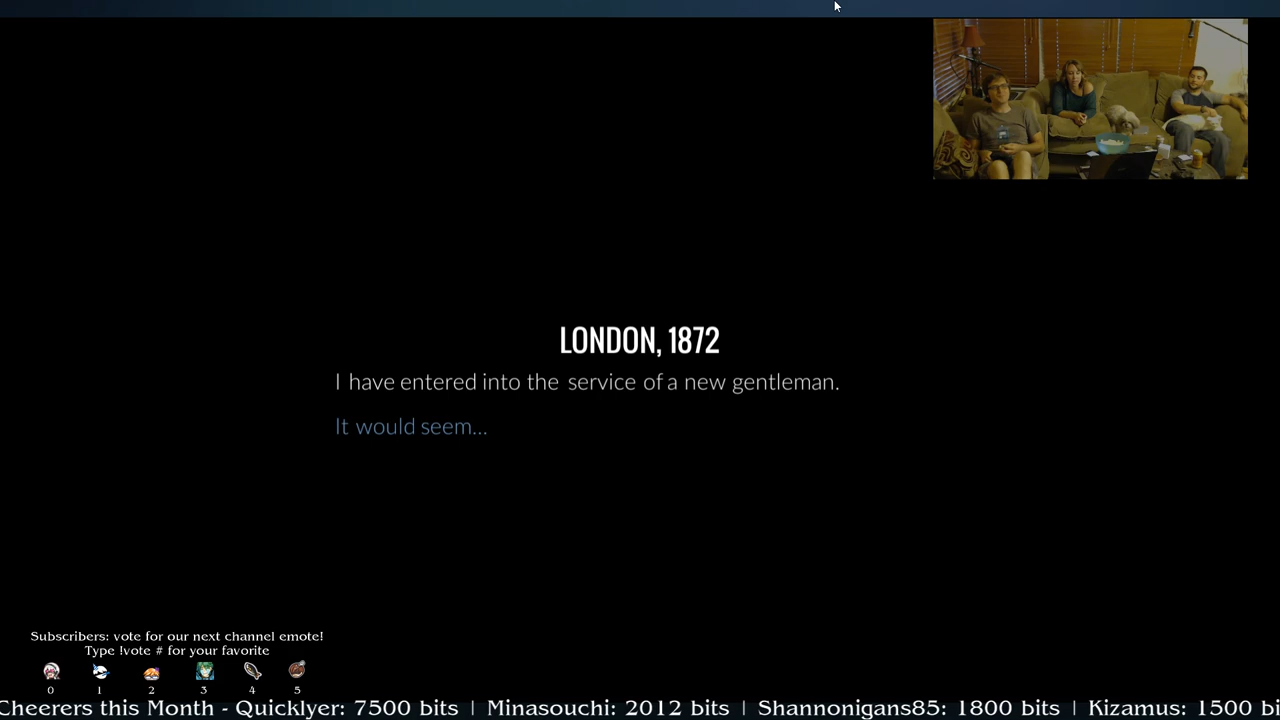 LONDON, 1872
I have entered into the service of a new gentleman.
It would seem...
Subscribers: vote for our next channel emote!
Type !vote # for your favorite
0 1 2 3 4 5
Cheerers this Month - Quicklyer: 7500 bits | Minasouchi: 2012 bits | Shannonigans85: 1800 bits | Kizamus: 1500 bi